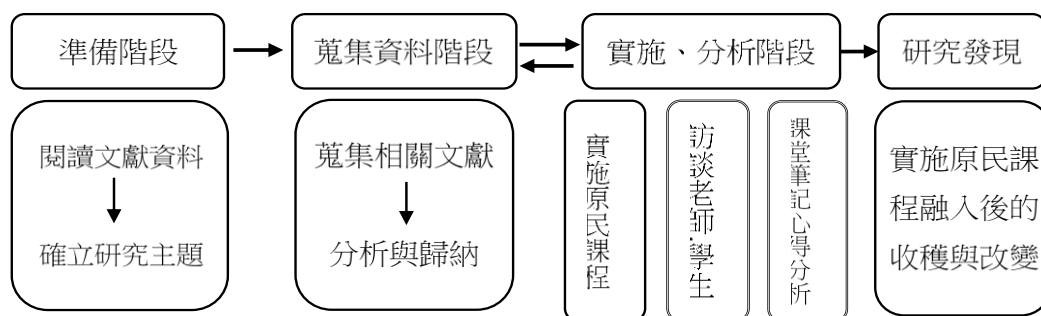 準備階段
蒐集資料階段
實施、分析階段
研究發現
閱讀文獻資料
確立研究主題
蒐集相關文獻
分析與歸納
實施原民課程
訪談老師、學生
課堂筆記心得分析
實施原民課
程融入後的
收穫與改變